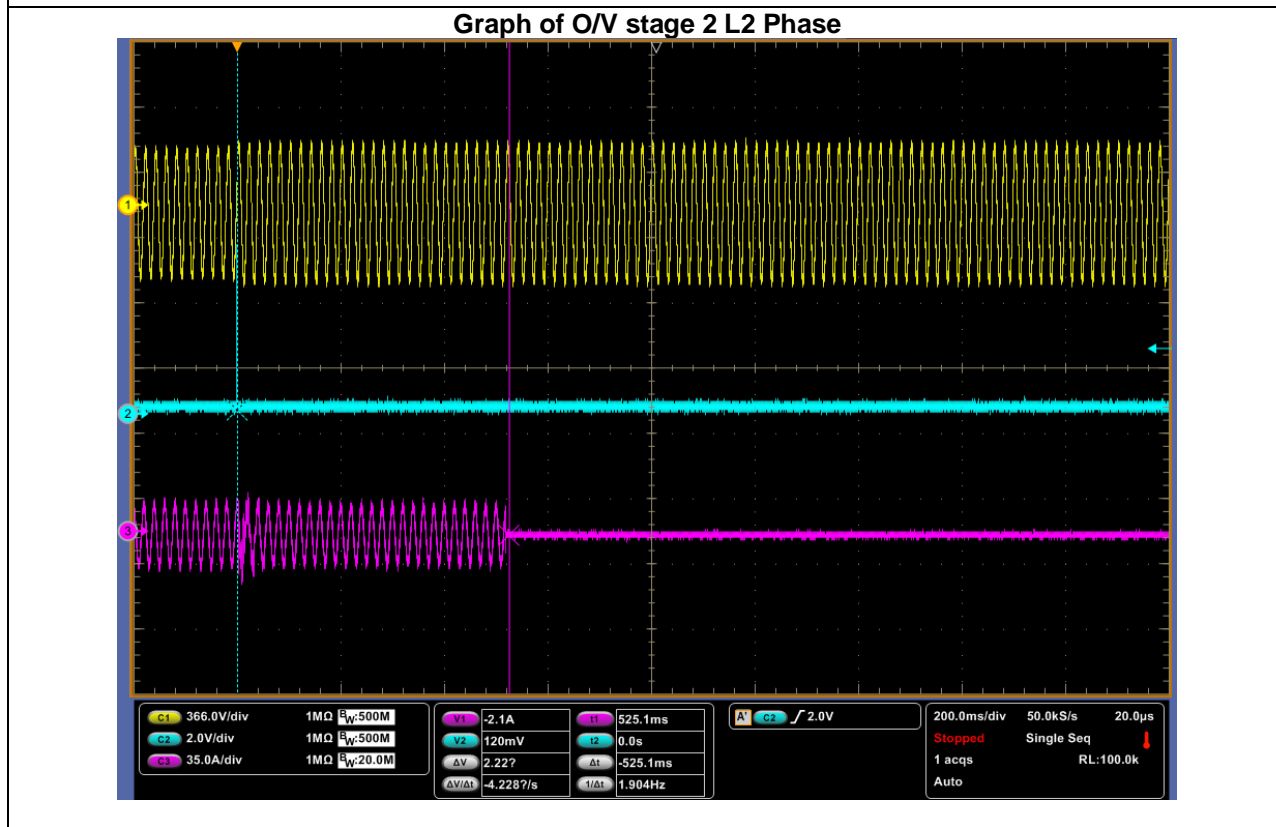 Graph of O/V stage 2 L2 Phase
1
2
3
C1 366.0V/div 1MΩ BW:500M
C2 2.0V/div 1MΩ BW:500M
C3 35.0A/div 1MΩ BW:20.0M
V1 -2.1A t1 525.1ms
V2 120mV t2 0.0s
ΔV 2.22? Δt -525.1ms
ΔV/Δt -4.228?/s 1/Δt 1.904Hz
A' C2 ∫ 2.0V
200.0ms/div 50.0kS/s 20.0µs
Stopped Single Seq
1 acqs RL:100.0k
Auto